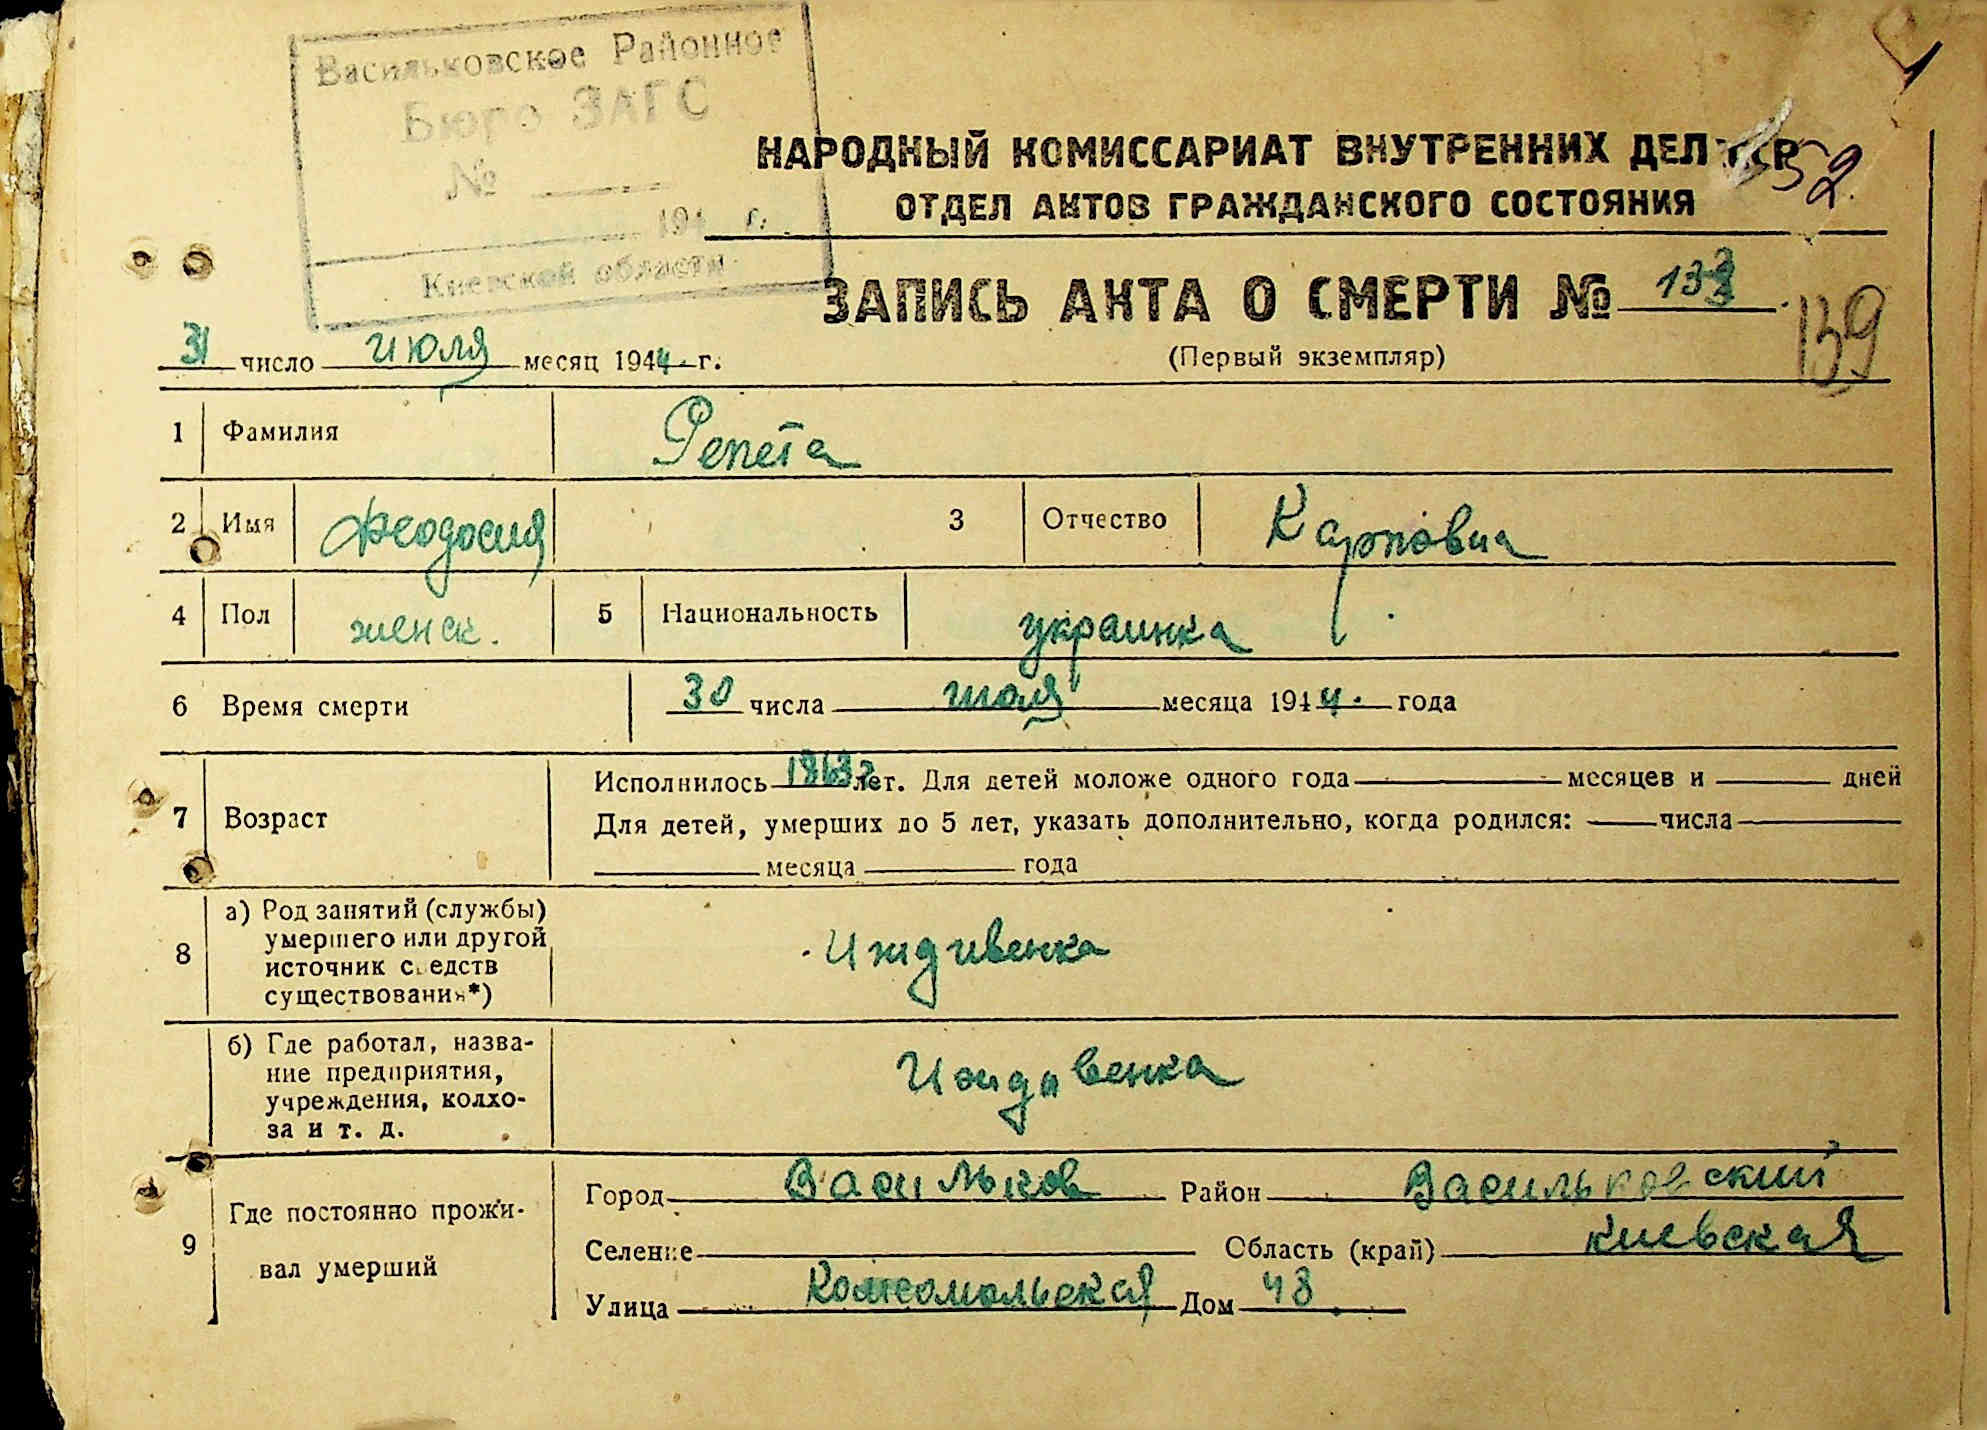 Васильковское Районное
Бюро ЗАГС
№
194 г.
Киевской области
НАРОДНЫЙ КОМИССАРИАТ ВНУТРЕННИХ ДЕЛ
52
ОТДЕЛ АКТОВ ГРАЖДАНСКОГО СОСТОЯНИЯ
ЗАПИСЬ АКТА О СМЕРТИ № 133
139
31 число июля месяц 1944 г.
(Первый экземпляр)
1 Фамилия Репета
2 Имя Феодосия 3 Отчество Карповна
4 Пол женск. 5 Национальность украинка
6 Время смерти 30 числа июля месяца 1944. года
7 Возраст
Исполнилось 1863 лет. Для детей моложе одного года месяцев и дней
Для детей, умерших до 5 лет, указать дополнительно, когда родился: числа
месяца года
8 а) Род занятий (службы)
умершего или другой
источник средств
существования*)
Иждивенка
б) Где работал, назва-
ние предприятия,
учреждения, колхо-
за и т. д.
Иждивенка
9 Где постоянно прожи-
вал умерший
Город Васильков Район Васильковский
Селение Область (край) киевская
Улица Комсомольская Дом 48